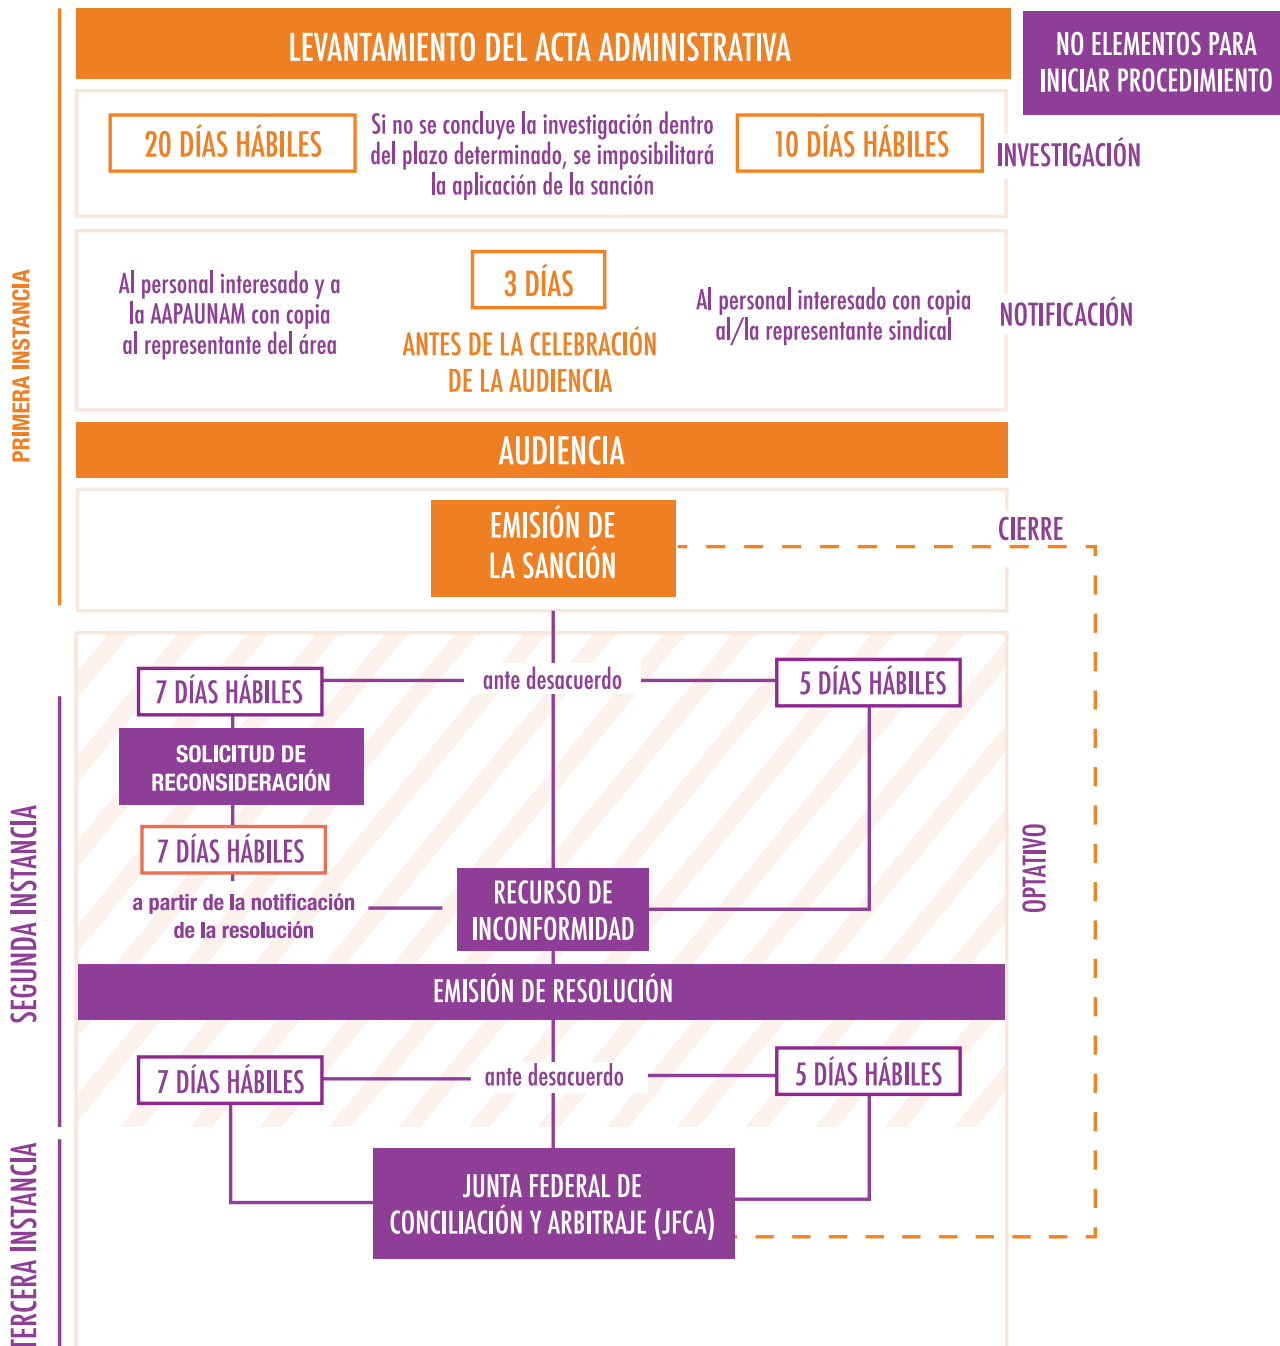 LEVANTAMIENTO DEL ACTA ADMINISTRATIVA
NO ELEMENTOS PARA
INICIAR PROCEDIMIENTO
PRIMERA INSTANCIA
20 DÍAS HÁBILES
Si no se concluye la investigación dentro
del plazo determinado, se imposibilitará
la aplicación de la sanción
10 DÍAS HÁBILES
INVESTIGACIÓN
Al personal interesado y a
la AAPAUNAM con copia
al representante del área
3 DÍAS
ANTES DE LA CELEBRACIÓN
DE LA AUDIENCIA
Al personal interesado con copia
al/la representante sindical
NOTIFICACIÓN
AUDIENCIA
EMISIÓN DE
LA SANCIÓN
CIERRE
SEGUNDA INSTANCIA
7 DÍAS HÁBILES
ante desacuerdo
5 DÍAS HÁBILES
SOLICITUD DE
RECONSIDERACIÓN
7 DÍAS HÁBILES
a partir de la notificación
de la resolución
RECURSO DE
INCONFORMIDAD
OPTATIVO
EMISIÓN DE RESOLUCIÓN
7 DÍAS HÁBILES
ante desacuerdo
5 DÍAS HÁBILES
TERCERA INSTANCIA
JUNTA FEDERAL DE
CONCILIACIÓN Y ARBITRAJE (JFCA)